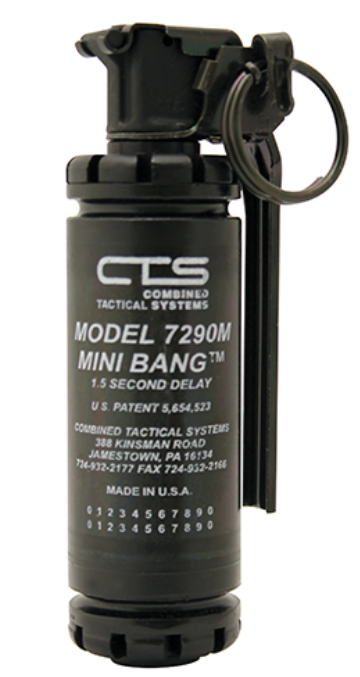 CTS
COMBINED
TACTICAL SYSTEMS
MODEL 7290M
MINI BANG™
1.5 SECOND DELAY
U.S. PATENT 5,654,523
COMBINED TACTICAL SYSTEMS
388 KINSMAN ROAD
JAMESTOWN, PA 16134
724-932-2177 FAX 724-932-2166
MADE IN U.S.A.
0 1 2 3 4 5 6 7 8 9 0
0 1 2 3 4 5 6 7 8 9 0